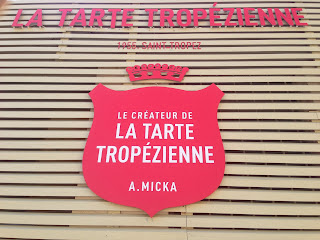 LA TARTE TROPÉZIENNE
1955. SAINT-TROPEZ
LE CRÉATEUR DE
LA TARTE
TROPÉZIENNE
A.MICKA